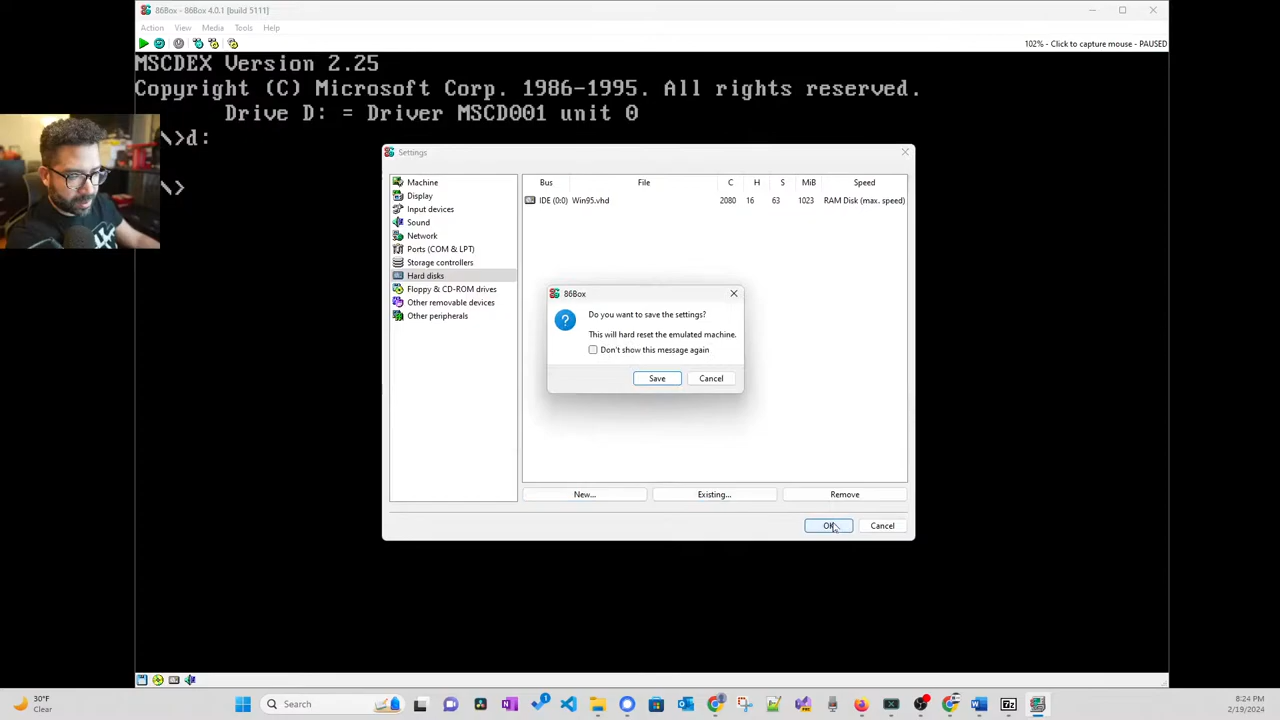 86Box - 86Box 4.0.1 [build 5111]
Action View Media Tools Help
102% - Click to capture mouse - PAUSED
MSCDEX Version 2.25
Copyright (C) Microsoft Corp. 1986-1995. All rights reserved.
Drive D: = Driver MSCD001 unit 0
\>d:
\>
Settings
Machine
Display
Input devices
Sound
Network
Ports (COM & LPT)
Storage controllers
Hard disks
Floppy & CD-ROM drives
Other removable devices
Other peripherals
Bus File C H S MiB Speed
IDE (0:0) Win95.vhd 2080 16 63 1023 RAM Disk (max. speed)
86Box
Do you want to save the settings?
This will hard reset the emulated machine.
Don't show this message again
Save Cancel
New... Existing... Remove
OK Cancel
30°F
Clear
Search
8:24 PM
2/19/2024